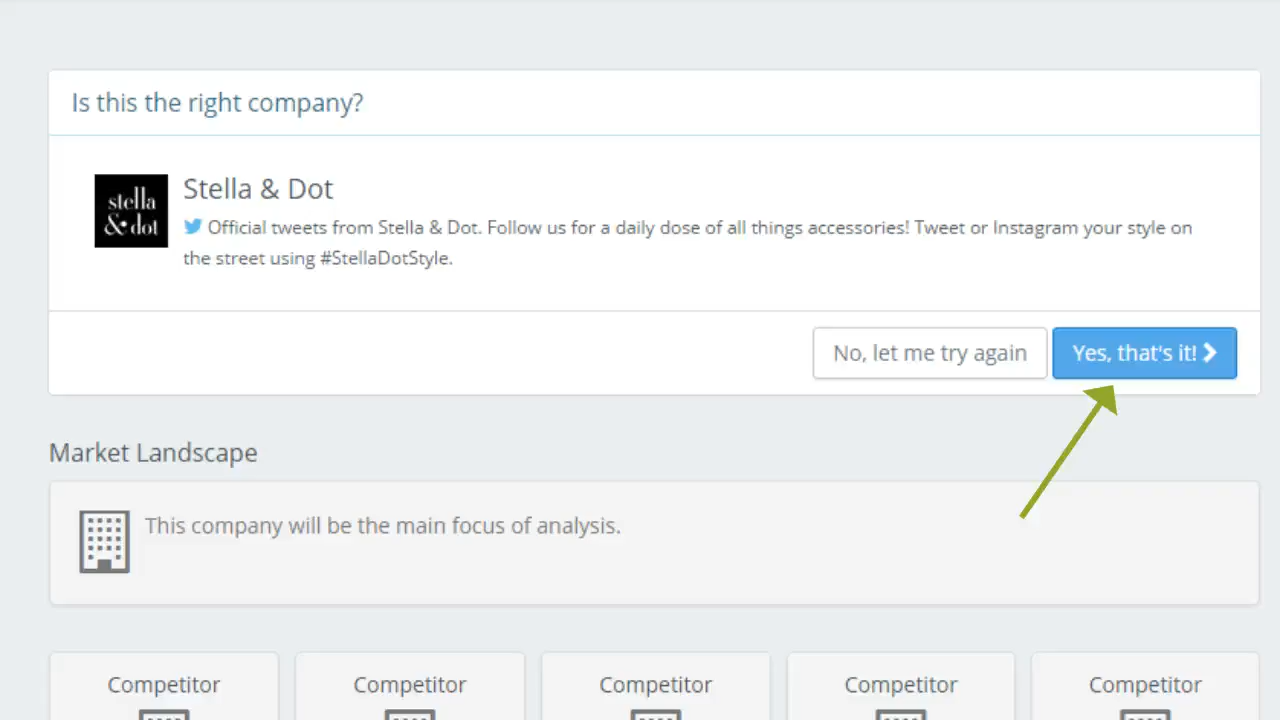 Is this the right company?
stella
& dot
Stella & Dot
Official tweets from Stella & Dot. Follow us for a daily dose of all things accessories! Tweet or Instagram your style on
the street using #StellaDotStyle.
No, let me try again
Yes, that's it!
Market Landscape
This company will be the main focus of analysis.
Competitor
Competitor
Competitor
Competitor
Competitor